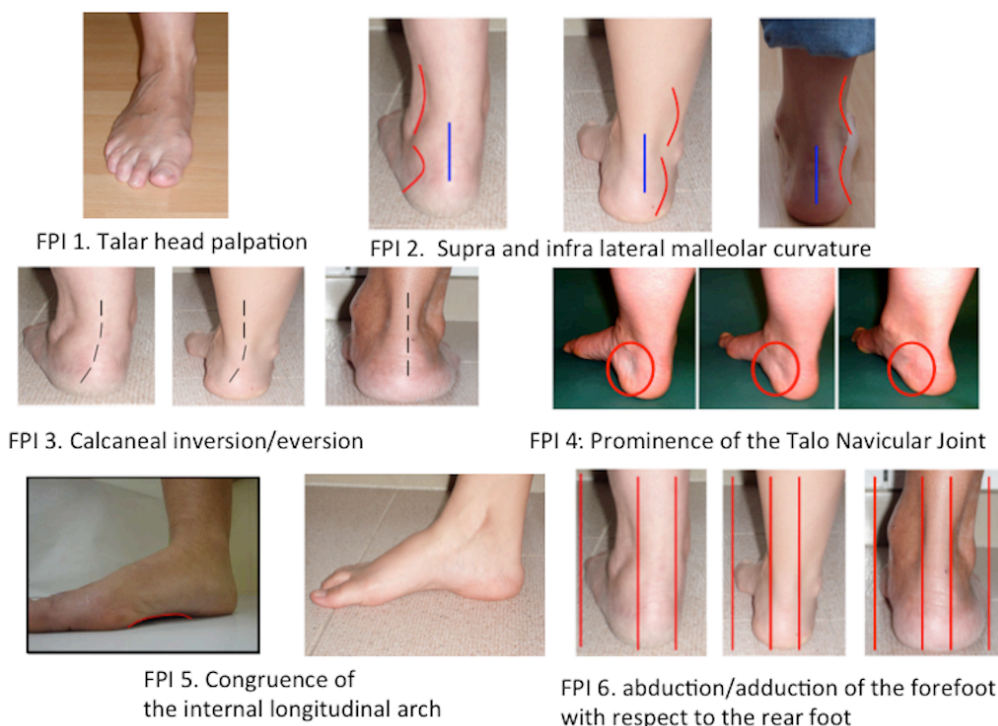 FPI 1. Talar head palpation
FPI 2. Supra and infra lateral malleolar curvature
FPI 3. Calcaneal inversion/eversion
FPI 4: Prominence of the Talo Navicular Joint
FPI 5. Congruence of
the internal longitudinal arch
FPI 6. abduction/adduction of the forefoot
with respect to the rear foot